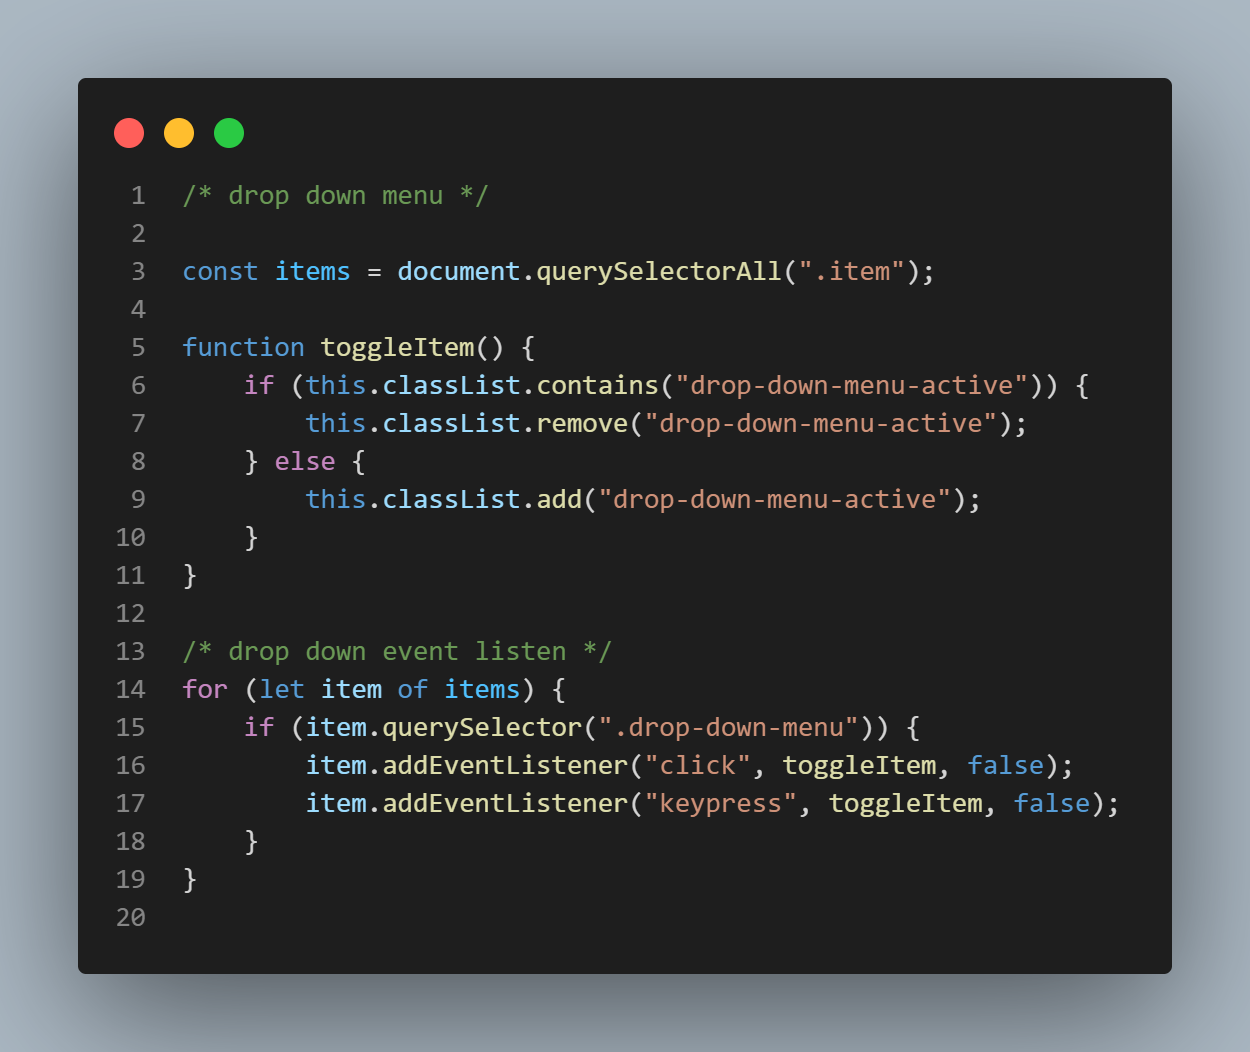 1 /* drop down menu */
2
3 const items = document.querySelectorAll(".item");
4
5 function toggleItem() {
6     if (this.classList.contains("drop-down-menu-active")) {
7         this.classList.remove("drop-down-menu-active");
8     } else {
9         this.classList.add("drop-down-menu-active");
10     }
11 }
12
13 /* drop down event listen */
14 for (let item of items) {
15     if (item.querySelector(".drop-down-menu")) {
16         item.addEventListener("click", toggleItem, false);
17         item.addEventListener("keypress", toggleItem, false);
18     }
19 }
20